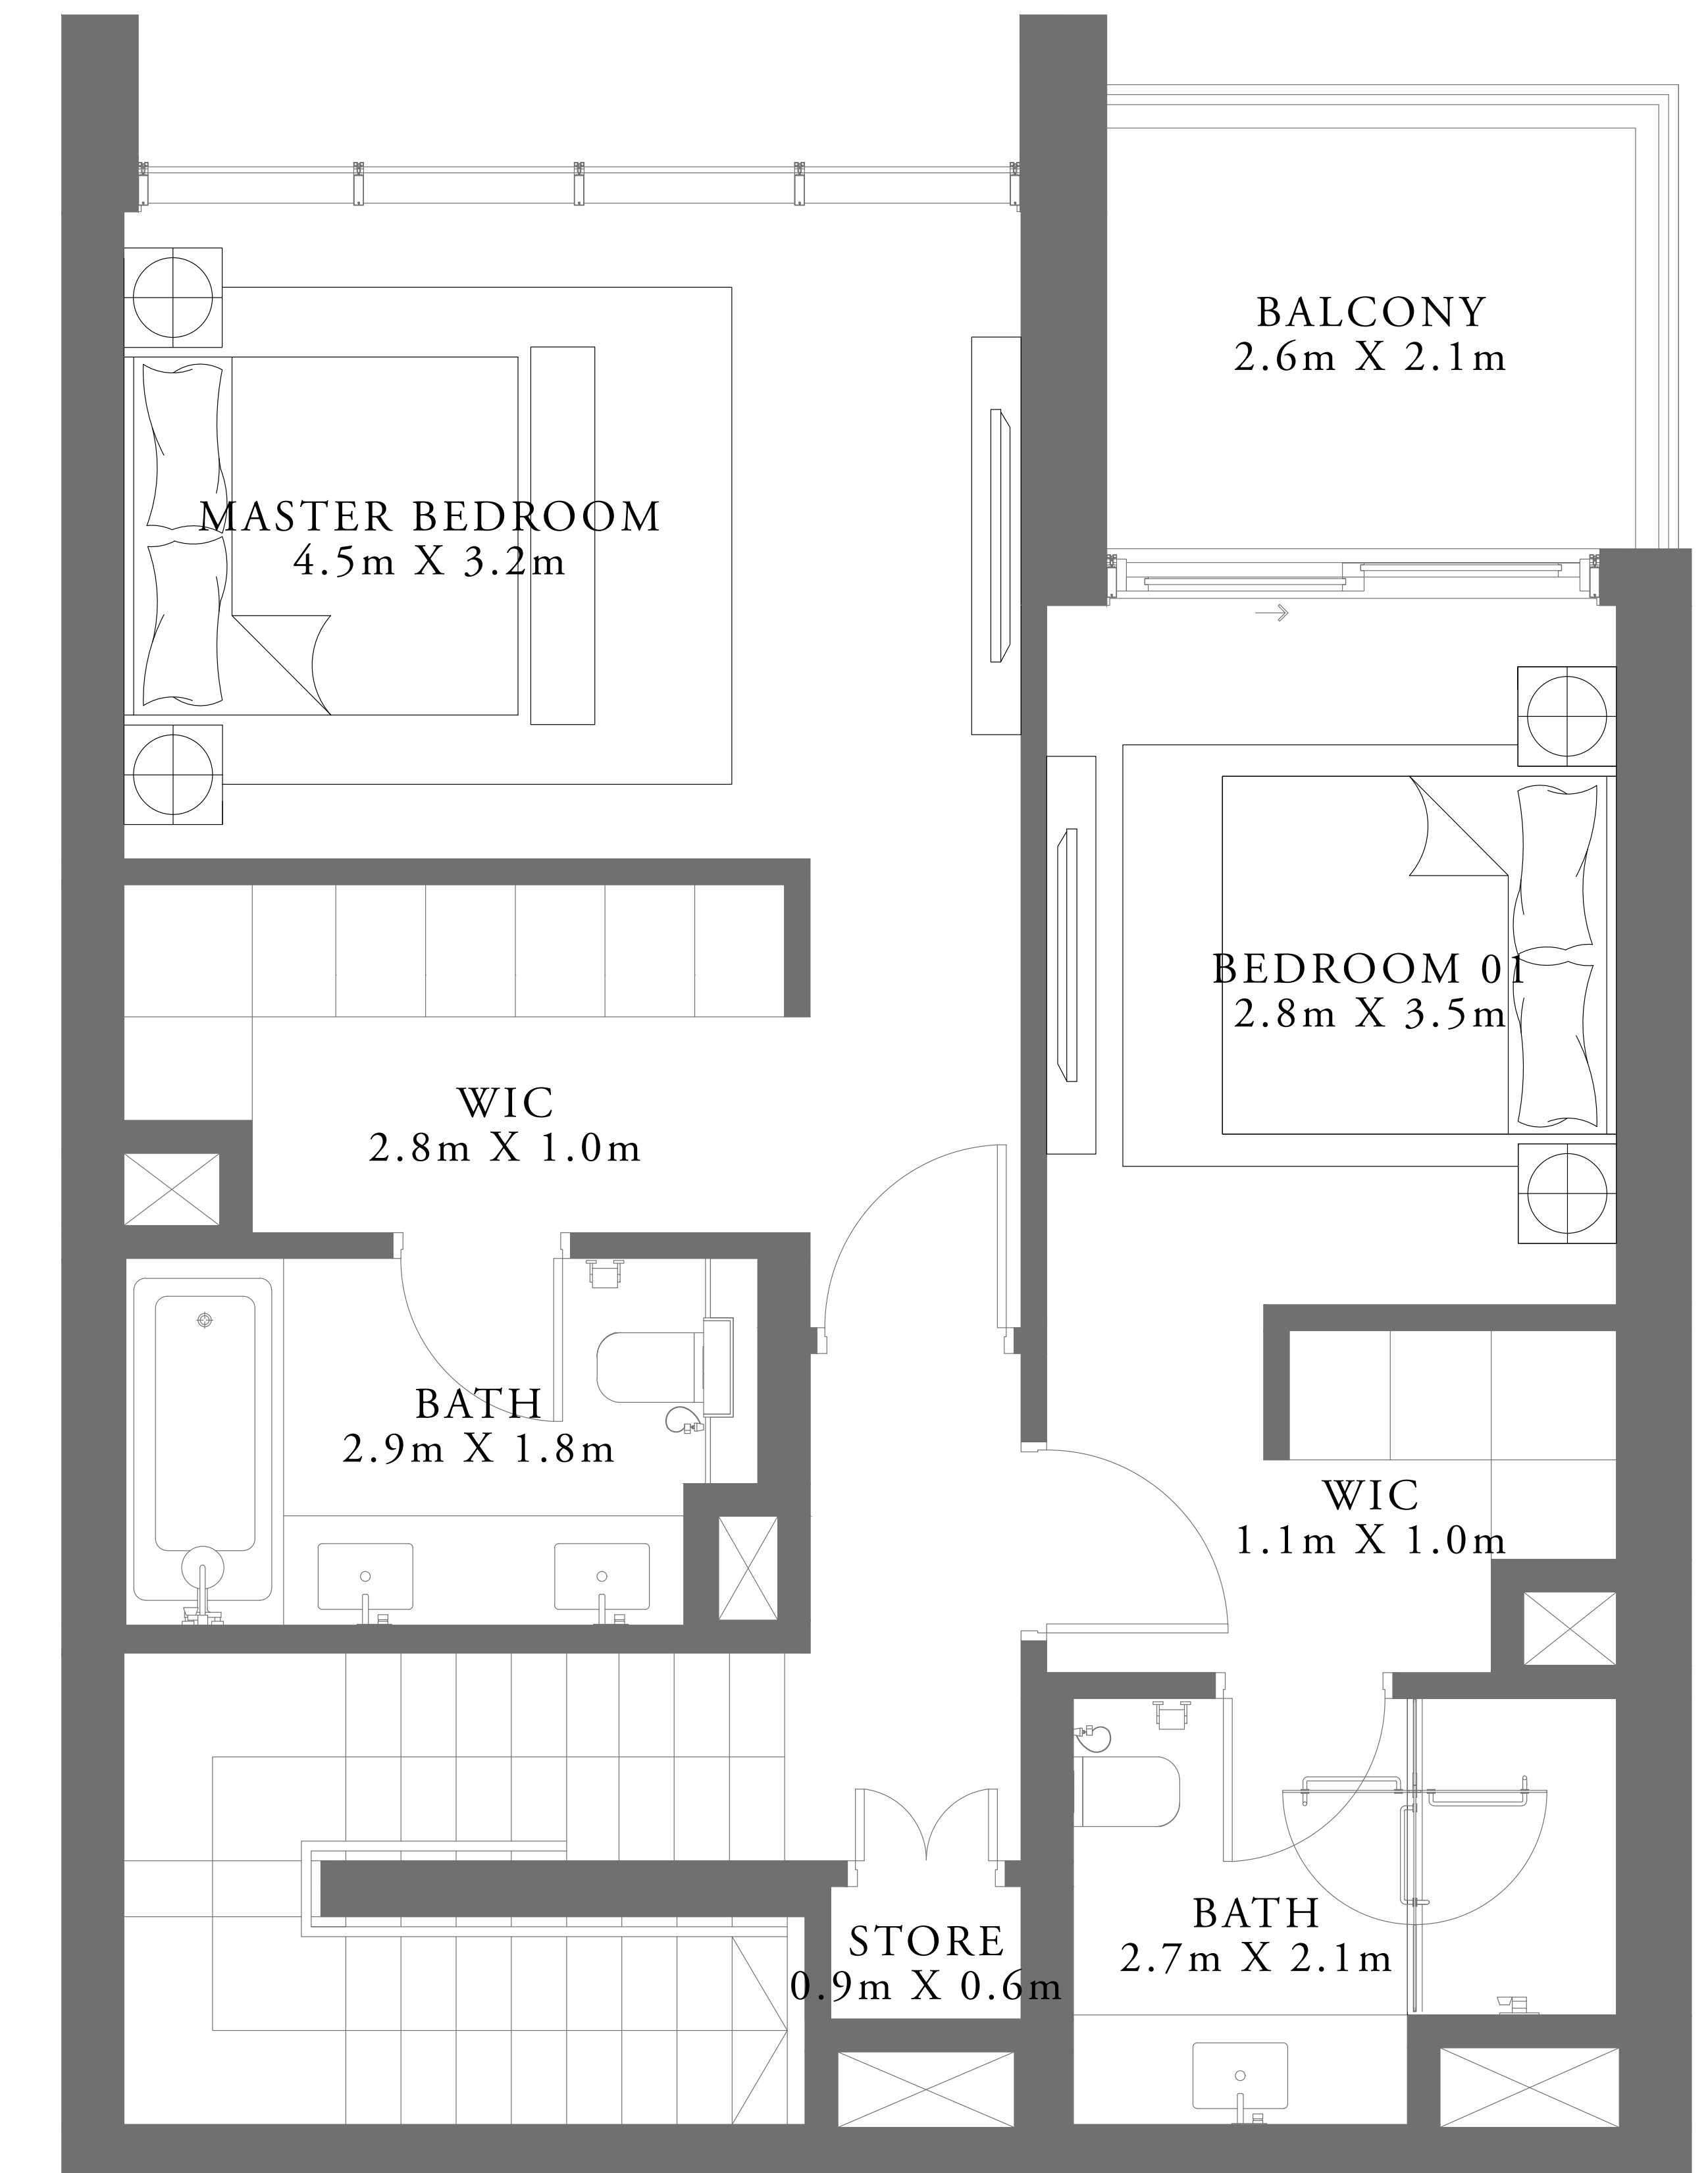 BALCONY
2.6m X 2.1m
MASTER BEDROOM
4.5m X 3.2m
BEDROOM 01
2.8m X 3.5m
WIC
2.8m X 1.0m
BATH
2.9m X 1.8m
WIC
1.1m X 1.0m
BATH
2.7m X 2.1m
STORE
0.9m X 0.6m